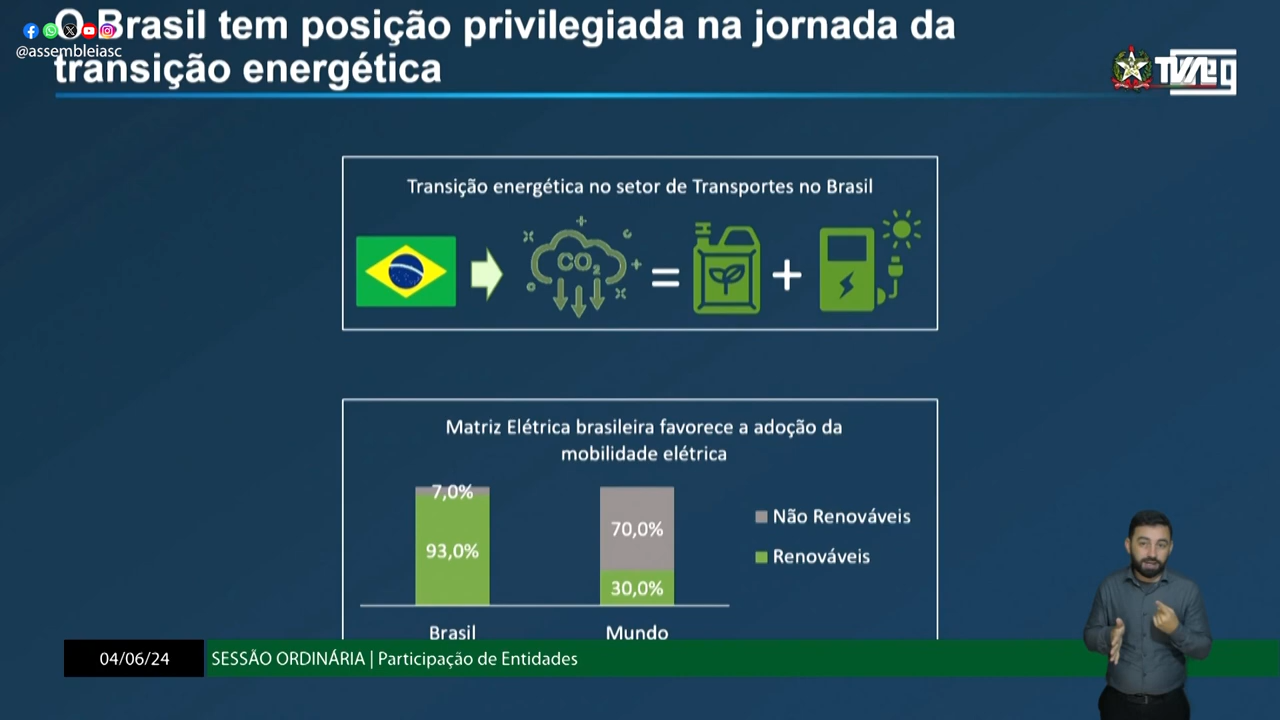 O Brasil tem posição privilegiada na jornada da
transição energética
@assembleiasc
TVALeg
Transição energética no setor de Transportes no Brasil
CO2
=
+
Matriz Elétrica brasileira favorece a adoção da
mobilidade elétrica
7,0%
93,0%
70,0%
30,0%
Não Renováveis
Renováveis
Brasil
Mundo
04/06/24
SESSÃO ORDINÁRIA | Participação de Entidades